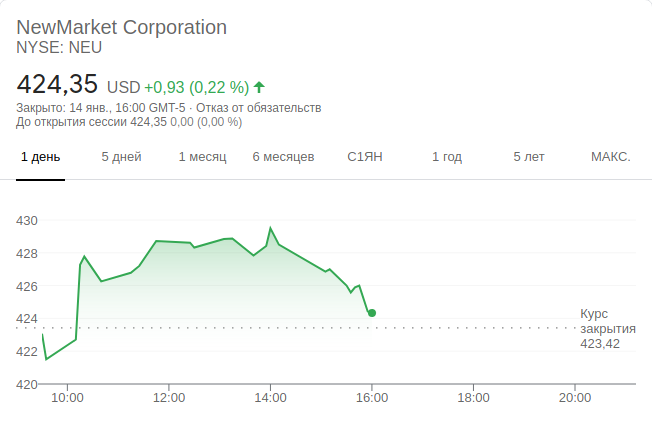 NewMarket Corporation
NYSE: NEU
424,35 USD +0,93 (0,22 %)
Закрыто: 14 янв., 16:00 GMT-5 · Отказ от обязательств
До открытия сессии 424,35 0,00 (0,00 %)
1 день 5 дней 1 месяц 6 месяцев С1ЯН 1 год 5 лет МАКС.
430
428
426
424
Курс
закрытия
423,42
422
420
10:00 12:00 14:00 16:00 18:00 20:00